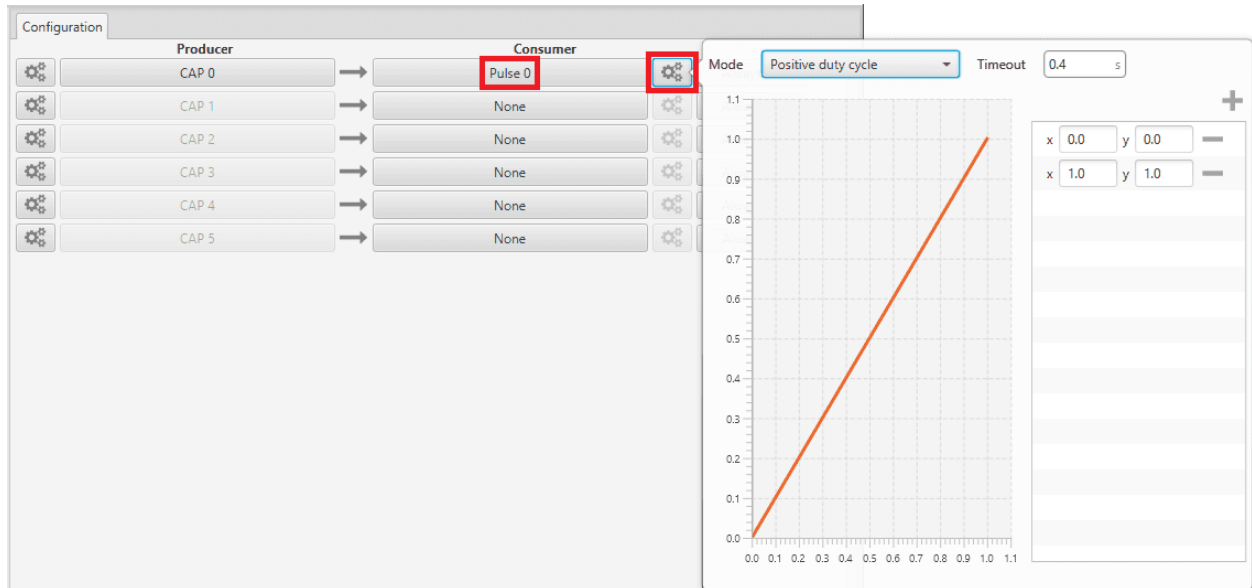 Configuration
Producer Consumer
CAP 0 Pulse 0
CAP 1 None
CAP 2 None
CAP 3 None
CAP 4 None
CAP 5 None
Mode Positive duty cycle Timeout 0.4 s
x 0.0 y 0.0
x 1.0 y 1.0
1.1
1.0
0.9
0.8
0.7
0.6
0.5
0.4
0.3
0.2
0.1
0.0
0.0 0.1 0.2 0.3 0.4 0.5 0.6 0.7 0.8 0.9 1.0 1.1